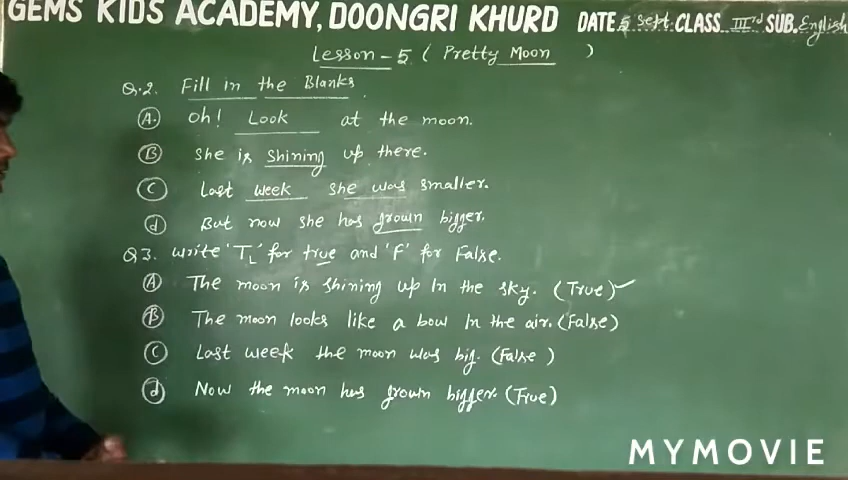 GEMS KIDS ACADEMY, DOONGRI KHURD DATE 5 Sept CLASS IIIrd SUB. English
Lesson - 5 ( Pretty Moon )
Q.2. Fill in the Blanks
A. Oh! Look at the moon.
B She is shining up there.
C Last week she was smaller.
d But now she has grown bigger.
Q3. Write 'T' for true and 'F' for False.
A The moon is shining up In the sky. (True) ✓
B The moon looks like a bow In the air. (False)
C Last week the moon was big. (False )
d Now the moon has grown bigger. (True)
MYMOVIE